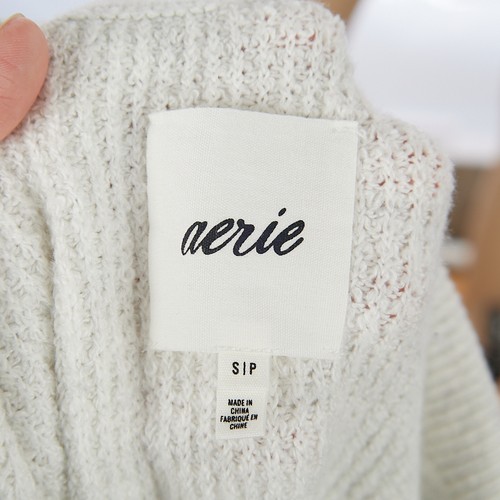 aerie
S|P
MADE IN
CHINA
FABRIQUÉ EN
CHINE